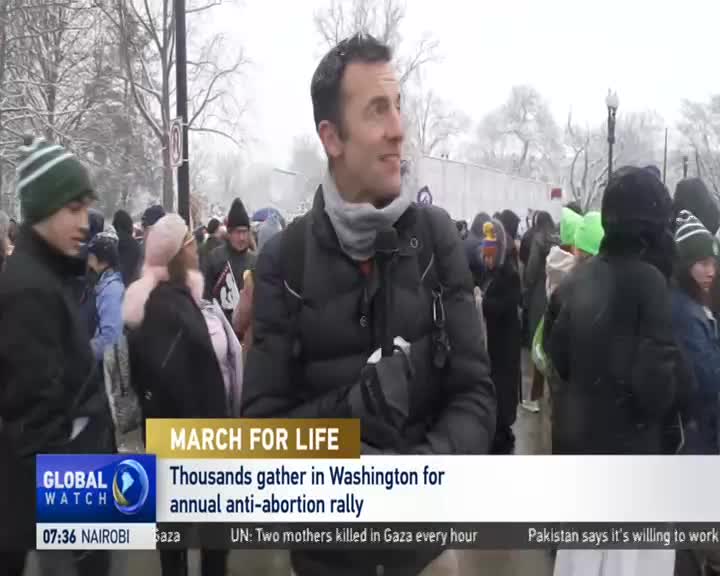 MARCH FOR LIFE
GLOBAL
WATCH
Thousands gather in Washington for
annual anti-abortion rally
07:36 NAIROBI
Gaza UN: Two mothers killed in Gaza every hour Pakistan says it's willing to work